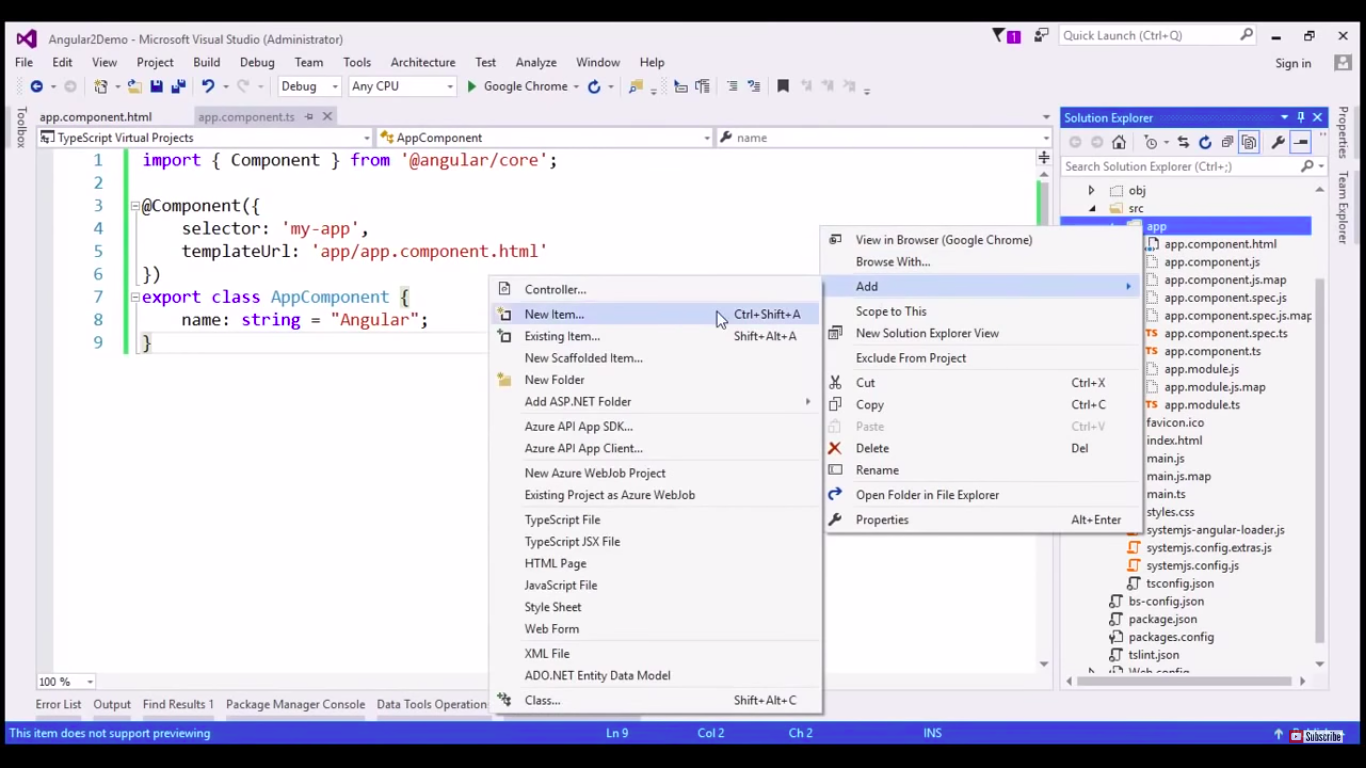 Angular2Demo - Microsoft Visual Studio (Administrator)
1
Quick Launch (Ctrl+Q)
File Edit View Project Build Debug Team Tools Architecture Test Analyze Window Help
Sign in
Debug Any CPU Google Chrome
Toolbox
app.component.html app.component.ts
TypeScript Virtual Projects AppComponent name
1 import { Component } from '@angular/core';
2
3 @Component({
4 selector: 'my-app',
5 templateUrl: 'app/app.component.html'
6 })
7 export class AppComponent {
8 name: string = "Angular";
9 }
100 %
Controller...
New Item... Ctrl+Shift+A
Existing Item... Shift+Alt+A
New Scaffolded Item...
New Folder
Add ASP.NET Folder
Azure API App SDK...
Azure API App Client...
New Azure WebJob Project
Existing Project as Azure WebJob
TypeScript File
TypeScript JSX File
HTML Page
JavaScript File
Style Sheet
Web Form
XML File
ADO.NET Entity Data Model
Class... Shift+Alt+C
View in Browser (Google Chrome)
Browse With...
Add
Scope to This
New Solution Explorer View
Exclude From Project
Cut Ctrl+X
Copy Ctrl+C
Paste Ctrl+V
Delete Del
Rename
Open Folder in File Explorer
Properties Alt+Enter
Solution Explorer
Search Solution Explorer (Ctrl+;)
obj
src
app
app.component.html
app.component.js
app.component.js.map
app.component.spec.js
app.component.spec.js.map
TS app.component.spec.ts
TS app.component.ts
app.module.js
app.module.js.map
TS app.module.ts
favicon.ico
index.html
main.js
main.js.map
main.ts
styles.css
systemjs-angular-loader.js
systemjs.config.extras.js
systemjs.config.js
tsconfig.json
bs-config.json
package.json
packages.config
tslint.json
Web.config
Properties
Team Explorer
Error List Output Find Results 1 Package Manager Console Data Tools Operation
This item does not support previewing Ln 9 Col 2 Ch 2 INS
Subscribe